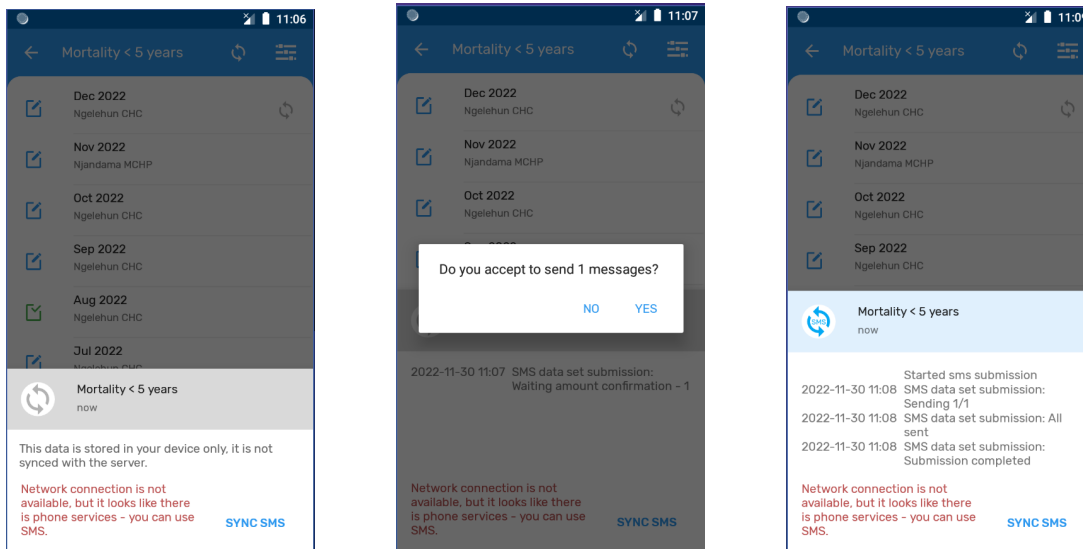 11:06
Mortality < 5 years
Dec 2022
Ngelehun CHC
Nov 2022
Njandama MCHP
Oct 2022
Ngelehun CHC
Sep 2022
Ngelehun CHC
Aug 2022
Ngelehun CHC
Jul 2022
Mortality < 5 years
now
This data is stored in your device only, it is not
synced with the server.
Network connection is not
available, but it looks like there
is phone services - you can use
SMS.
SYNC SMS
11:07
Mortality < 5 years
Dec 2022
Ngelehun CHC
Nov 2022
Njandama MCHP
Oct 2022
Ngelehun CHC
Do you accept to send 1 messages?
NO YES
2022-11-30 11:07 SMS data set submission:
Waiting amount confirmation - 1
Network connection is not
available, but it looks like there
is phone services - you can use
SMS.
SYNC SMS
11:09
Mortality < 5 years
Dec 2022
Ngelehun CHC
Nov 2022
Njandama MCHP
Oct 2022
Ngelehun CHC
Sep 2022
Ngelehun CHC
SMS
Mortality < 5 years
now
Started sms submission
2022-11-30 11:08 SMS data set submission:
Sending 1/1
2022-11-30 11:08 SMS data set submission: All
sent
2022-11-30 11:08 SMS data set submission:
Submission completed
Network connection is not
available, but it looks like there
is phone services - you can use
SMS.
SYNC SMS